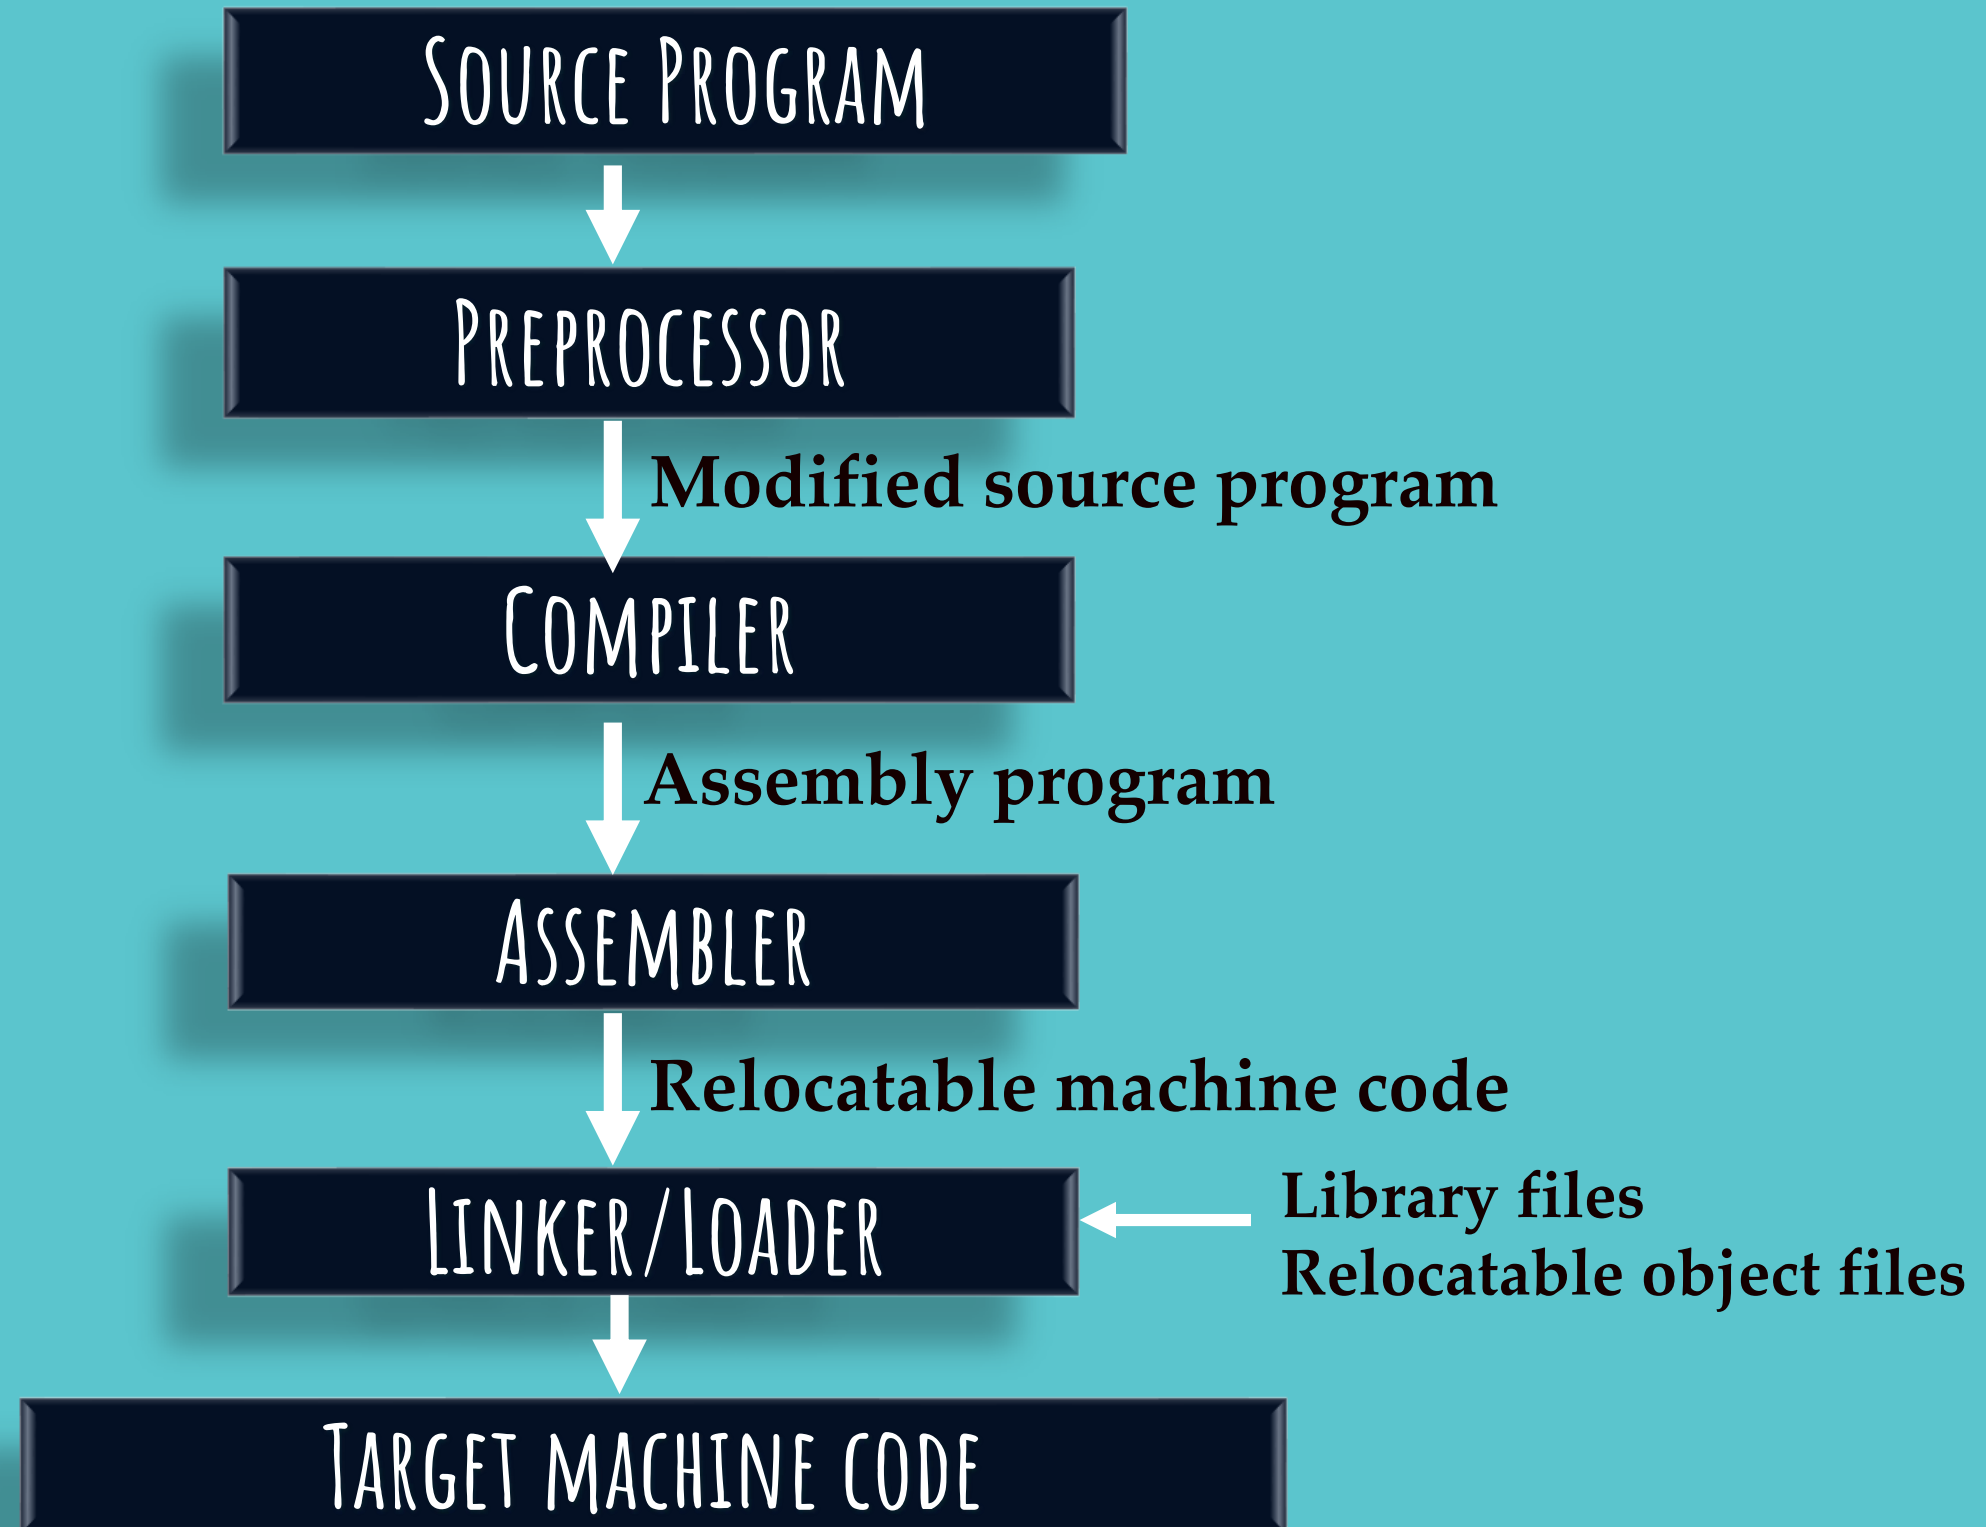 Source Program
Preprocessor
Modified source program
Compiler
Assembly program
Assembler
Relocatable machine code
Linker/Loader
Library files
Relocatable object files
Target machine code